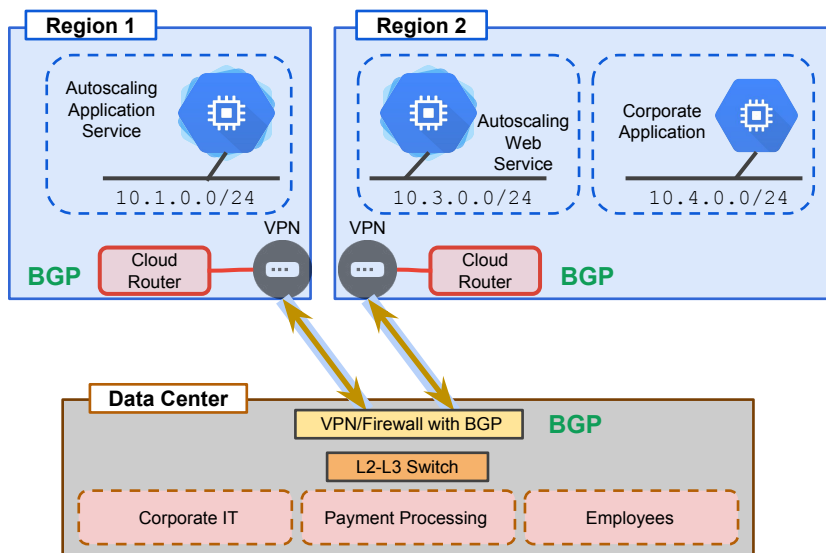 Region 1
Region 2
Autoscaling
Application
Service
Autoscaling
Web
Service
Corporate
Application
10.1.0.0/24
10.3.0.0/24
10.4.0.0/24
VPN
VPN
BGP
Cloud
Router
Cloud
Router
BGP
Data Center
VPN/Firewall with BGP
BGP
L2-L3 Switch
Corporate IT
Payment Processing
Employees